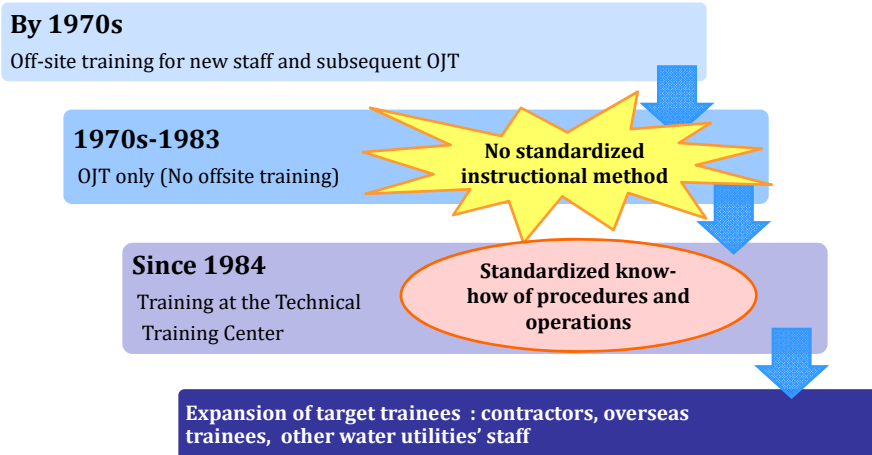 By 1970s
Off-site training for new staff and subsequent OJT
1970s-1983
OJT only (No offsite training)
No standardized
instructional method
Since 1984
Training at the Technical
Training Center
Standardized know-
how of procedures and
operations
Expansion of target trainees : contractors, overseas
trainees, other water utilities’ staff